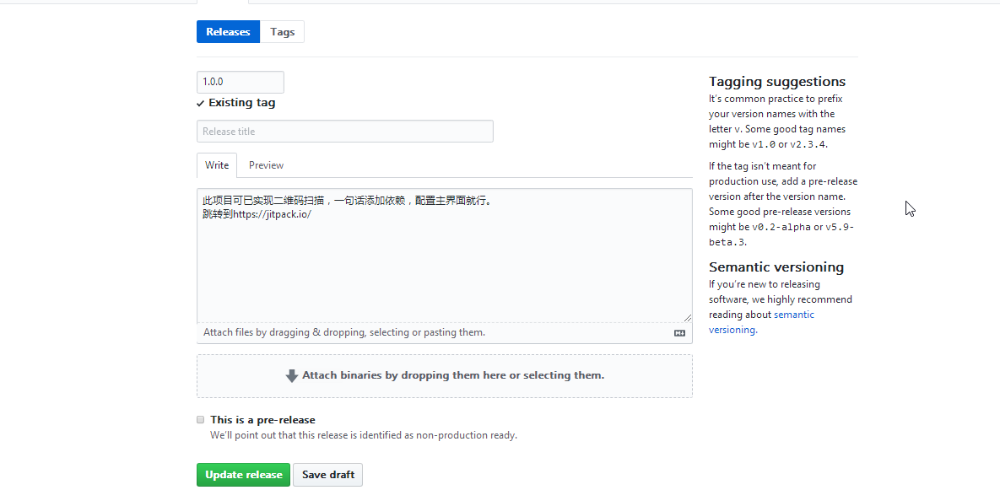 Releases Tags
1.0.0
Existing tag
Release title
Write Preview
此项目可已实现二维码扫描，一句话添加依赖，配置主界面就行。
跳转到https://jitpack.io/
Attach files by dragging & dropping, selecting or pasting them.
Attach binaries by dropping them here or selecting them.
This is a pre-release
We'll point out that this release is identified as non-production ready.
Update release Save draft
Tagging suggestions
It's common practice to prefix
your version names with the
letter v. Some good tag names
might be v1.0 or v2.3.4.
If the tag isn't meant for
production use, add a pre-release
version after the version name.
Some good pre-release versions
might be v0.2-alpha or v5.9-
beta.3.
Semantic versioning
If you're new to releasing
software, we highly recommend
reading about semantic
versioning.